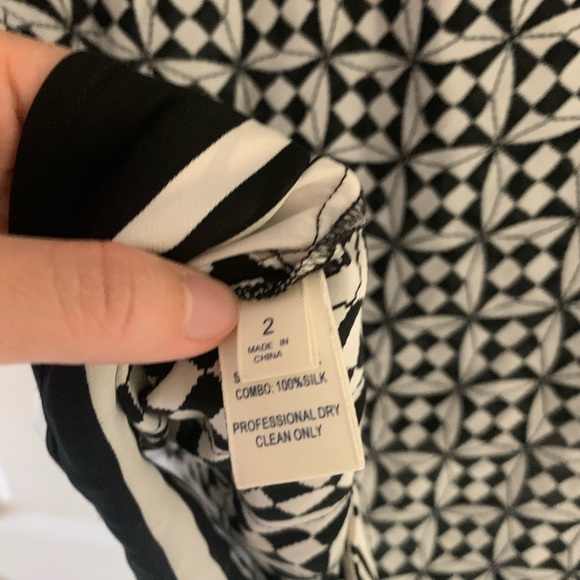 2
MADE IN
CHINA
S
COMBO: 100%SILK
PROFESSIONAL DRY
CLEAN ONLY